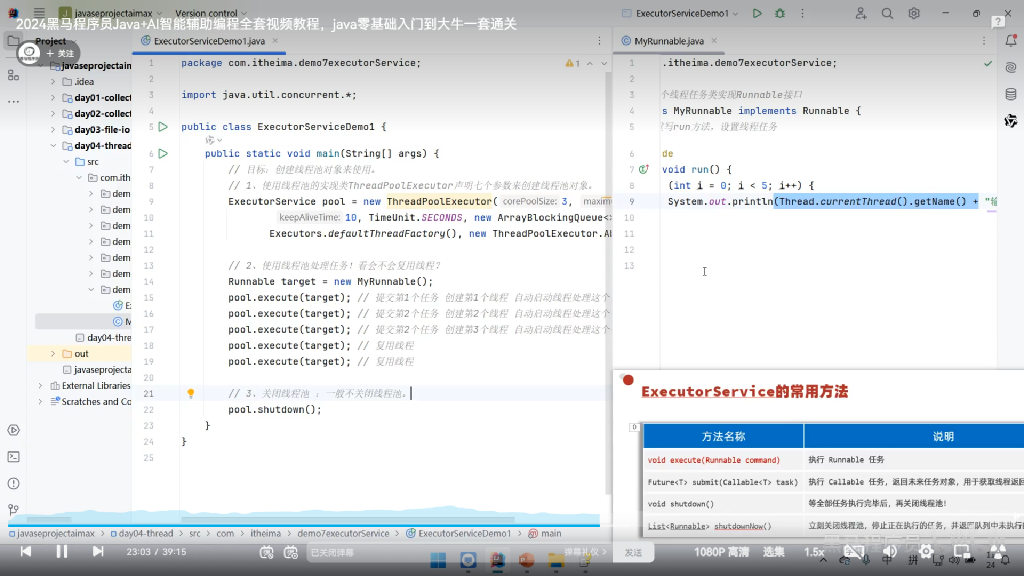 2024黑马程序员Java+AI智能辅助编程全套视频教程，java零基础入门到大牛一套通关
javaseprojectaimax
Version control
ExecutorServiceDemo1
Project
+ 关注
javaseprojectaim
.idea
day01-collect
day02-collect
day03-file-io
day04-thread
src
com.ith
dem
dem
dem
dem
dem
dem
dem
day04-thre
out
javaseprojecta
External Libraries
Scratches and Co
ExecutorServiceDemo1.java
1 package com.itheima.demo7executorService;
2
3 import java.util.concurrent.*;
4
5 public class ExecutorServiceDemo1 {
6 public static void main(String[] args) {
7 // 目标：创建线程池对象来使用。
8 // 1、使用线程池的实现类ThreadPoolExecutor声明七个参数来创建线程池对象。
9 ExecutorService pool = new ThreadPoolExecutor( corePoolSize: 3, maxim
10 keepAliveTime: 10, TimeUnit.SECONDS, new ArrayBlockingQueue<>
11 Executors.defaultThreadFactory(), new ThreadPoolExecutor.Ab
12
13 // 2、使用线程池处理任务！看会不会复用线程？
14 Runnable target = new MyRunnable();
15 pool.execute(target); // 提交第1个任务 创建第1个线程 自动启动线程处理这个
16 pool.execute(target); // 提交第2个任务 创建第2个线程 自动启动线程处理这个
17 pool.execute(target); // 提交第2个任务 创建第3个线程 自动启动线程处理这个
18 pool.execute(target); // 复用线程
19 pool.execute(target); // 复用线程
20
21 // 3、关闭线程池 ：一般不关闭线程池。
22 pool.shutdown();
23 }
24 }
25
1
MyRunnable.java
1 .itheima.demo7executorService;
2
3 个线程任务类实现Runnable接口
4 s MyRunnable implements Runnable {
5 写run方法，设置线程任务
6 de
7 void run() {
8 (int i = 0; i < 5; i++) {
9 System.out.println(Thread.currentThread().getName() + "输
10
11
12
13
ExecutorService的常用方法
方法名称 说明
void execute(Runnable command) 执行 Runnable 任务
Future<T> submit(Callable<T> task) 执行 Callable 任务，返回未来任务对象，用于获取线程返回
void shutdown() 等全部任务执行完毕后，再关闭线程池！
List<Runnable> shutdownNow() 立刻关闭线程池，停止正在执行的任务，并返回队列中未执行的
javaseprojectaimax > day04-thread > src > com > itheima > demo7executorService > ExecutorServiceDemo1 > main
23:03 / 39:15
已关闭弹幕
弹幕礼仪 >
发送
1080P 高清
选集
1.5x
中
拼